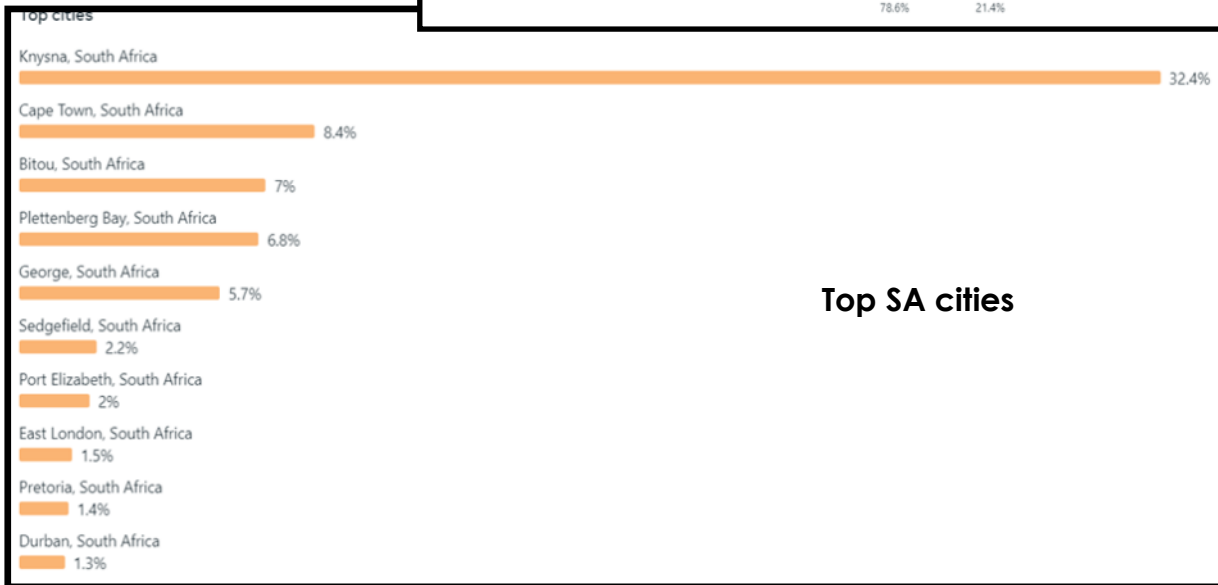 78.6% 21.4%
Top cities
Knysna, South Africa
32.4%
Cape Town, South Africa
8.4%
Bitou, South Africa
7%
Plettenberg Bay, South Africa
6.8%
George, South Africa
5.7%
Top SA cities
Sedgefield, South Africa
2.2%
Port Elizabeth, South Africa
2%
East London, South Africa
1.5%
Pretoria, South Africa
1.4%
Durban, South Africa
1.3%